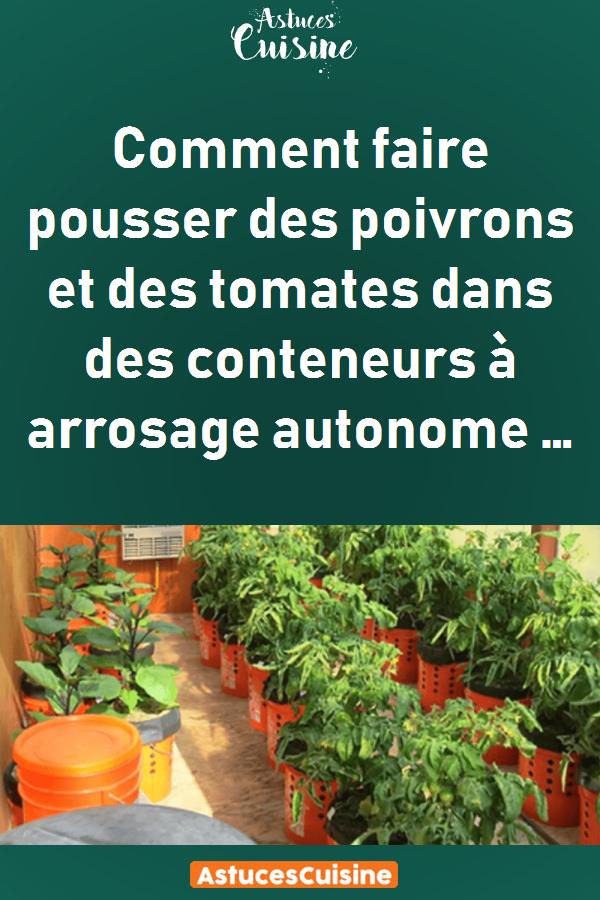 Astuces
Cuisine
Comment faire
pousser des poivrons
et des tomates dans
des conteneurs à
arrosage autonome ...
AstucesCuisine